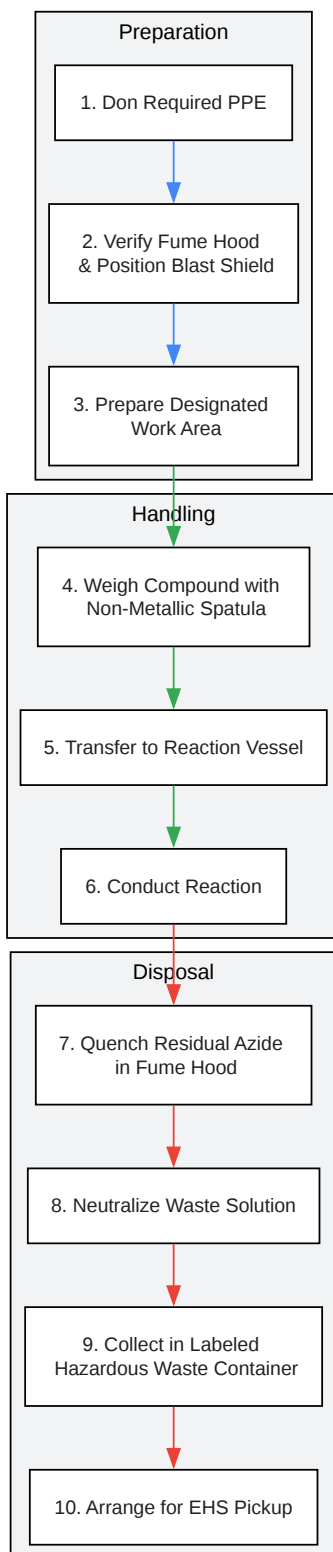 Preparation
1. Don Required PPE
2. Verify Fume Hood
& Position Blast Shield
3. Prepare Designated
Work Area
Handling
4. Weigh Compound with
Non-Metallic Spatula
5. Transfer to Reaction Vessel
6. Conduct Reaction
Disposal
7. Quench Residual Azide
in Fume Hood
8. Neutralize Waste Solution
9. Collect in Labeled
Hazardous Waste Container
10. Arrange for EHS Pickup